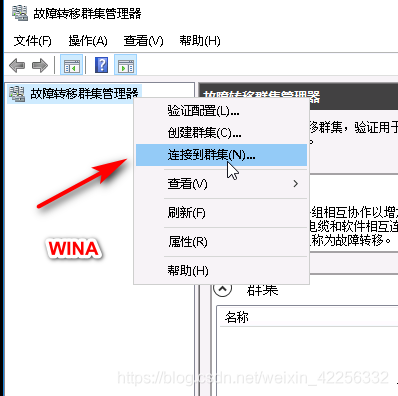 故障转移群集管理器
文件(F) 操作(A) 查看(V) 帮助(H)
故障转移群集管理器
故障转移群集管理器
验证配置(L)...
移群集，验证用于
创建群集(C)...
连接到群集(N)...
查看(V)
刷新(F)
组相互协作以增
电缆和软件相互连
属性(R)
称为故障转移。
WINA
帮助(H)
群集
名称
https://blog.csdn.net/weixin_42256332